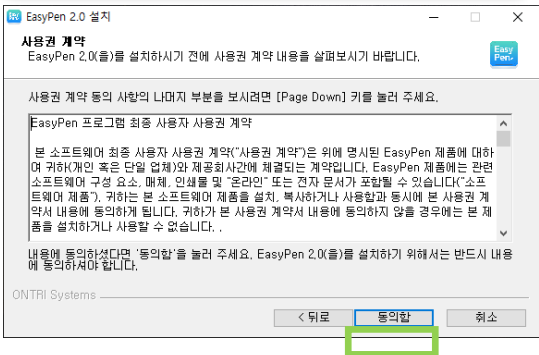 EasyPen 2.0 설치
사용권 계약
EasyPen 2.0(을)를 설치하시기 전에 사용권 계약 내용을 살펴보시기 바랍니다.
Easy
Pen
사용권 계약 동의 사항의 나머지 부분을 보시려면 [Page Down] 키를 눌러 주세요.
EasyPen 프로그램 최종 사용자 사용권 계약
본 소프트웨어 최종 사용자 사용권 계약("사용권 계약")은 위에 명시된 EasyPen 제품에 대하
여 귀하(개인 혹은 단일 업체)와 제공회사간에 체결되는 계약입니다. EasyPen 제품에는 관련
소프트웨어 구성 요소, 매체, 인쇄물 및 "온라인" 또는 전자 문서가 포함될 수 있습니다("소프
트웨어 제품"). 귀하는 본 소프트웨어 제품을 설치, 복사하거나 사용함과 동시에 본 사용권 계
약서 내용에 동의하게 됩니다. 귀하가 본 사용권 계약서 내용에 동의하지 않을 경우에는 본 제
품을 설치하거나 사용할 수 없습니다. .
내용에 동의하셨다면 '동의함'을 눌러 주세요. EasyPen 2.0(을)를 설치하기 위해서는 반드시 내용
에 동의하셔야 합니다.
ONTRI Systems
< 뒤로
동의함
취소